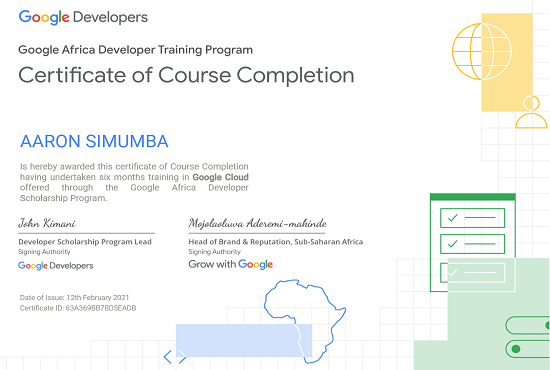 Google Developers
Google Africa Developer Training Program
Certificate of Course Completion
AARON SIMUMBA
Is hereby awarded this certificate of Course Completion
having undertaken six months training in Google Cloud
offered through the Google Africa Developer
Scholarship Program.
John Kimani
Developer Scholarship Program Lead
Signing Authority
Google Developers
Mojolaoluwa Aderemi-makinde
Head of Brand & Reputation, Sub-Saharan Africa
Signing Authority
Grow with Google
Date of Issue: 12th February 2021
Certificate ID: 63A369BB7BD5EADB